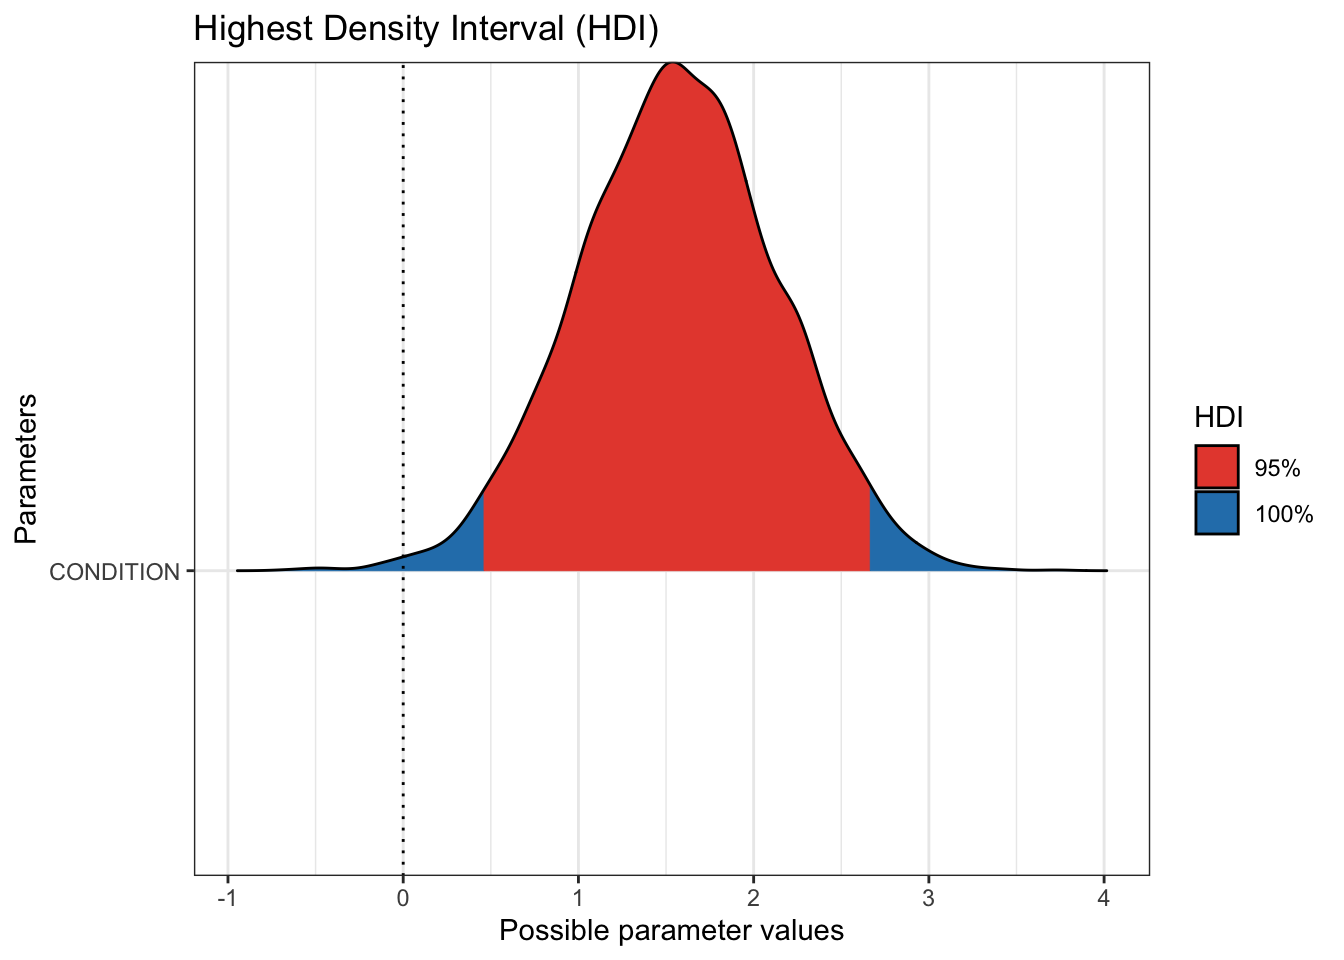 Highest Density Interval (HDI)
Parameters
CONDITION
-1
0
1
2
3
4
Possible parameter values
HDI
95%
100%